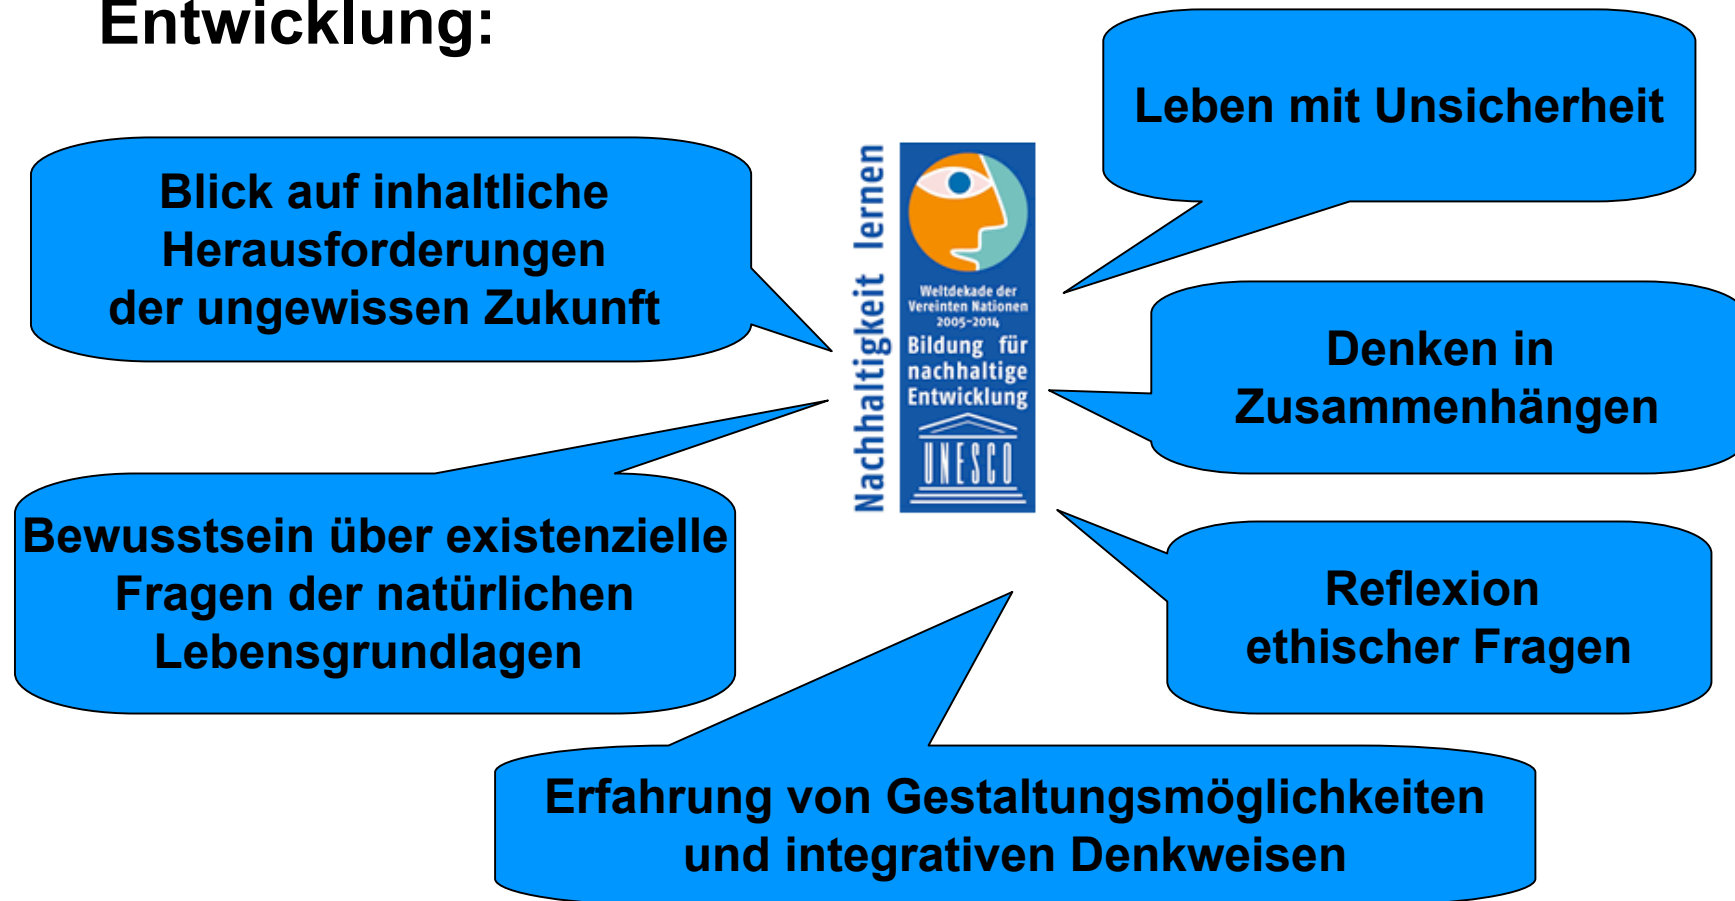 Entwicklung:
Leben mit Unsicherheit
Blick auf inhaltliche
Herausforderungen
der ungewissen Zukunft
Nachhaltigkeit lernen
Weltdekade der
Vereinten Nationen
2005-2014
Bildung für
nachhaltige
Entwicklung
UNESCO
Denken in
Zusammenhängen
Bewusstsein über existenzielle
Fragen der natürlichen
Lebensgrundlagen
Reflexion
ethischer Fragen
Erfahrung von Gestaltungsmöglichkeiten
und integrativen Denkweisen